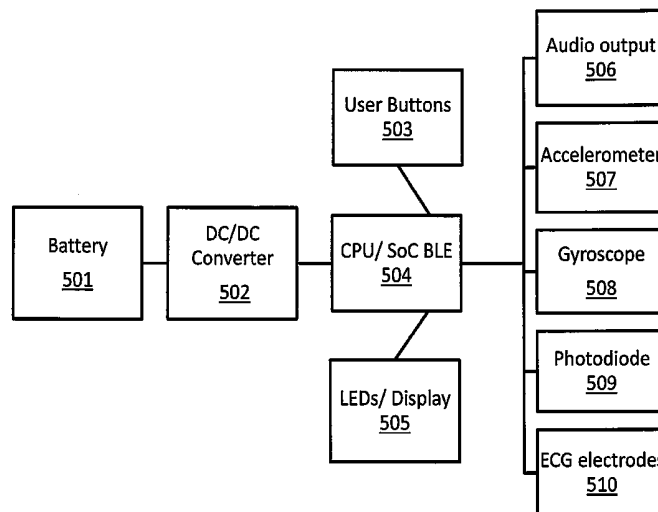 Audio output
506
User Buttons
503
Accelerometer
507
Battery
501
DC/DC
Converter
502
CPU/ SoC BLE
504
Gyroscope
508
LEDs/ Display
505
Photodiode
509
ECG electrodes
510